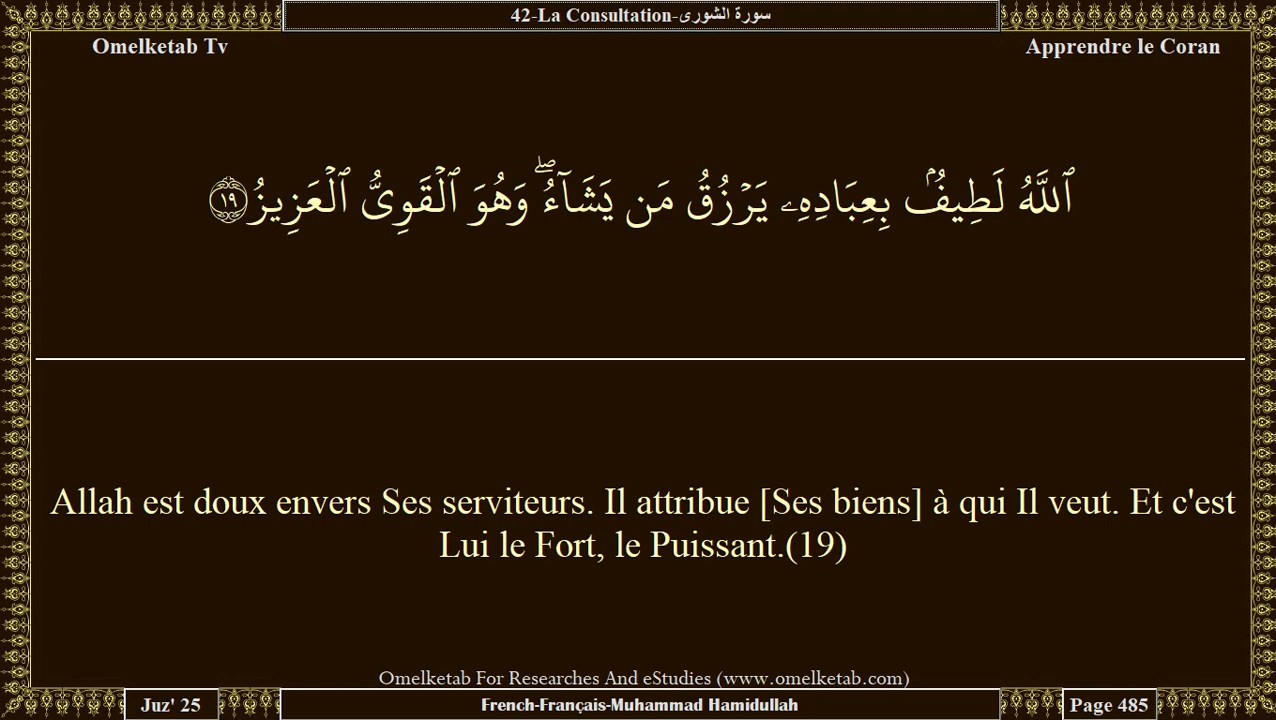 42-La Consultation-سورة الشورى
Omelketab Tv
Apprendre le Coran
ٱللَّهُ لَطِيفُۢ بِعِبَادِهِۦ يَرۡزُقُ مَن يَشَآءُۖ وَهُوَ ٱلۡقَوِيُّ ٱلۡعَزِيزُ ١٩
Allah est doux envers Ses serviteurs. Il attribue [Ses biens] à qui Il veut. Et c'est
Lui le Fort, le Puissant.(19)
Omelketab For Researches And eStudies (www.omelketab.com)
Juz' 25
French-Français-Muhammad Hamidullah
Page 485